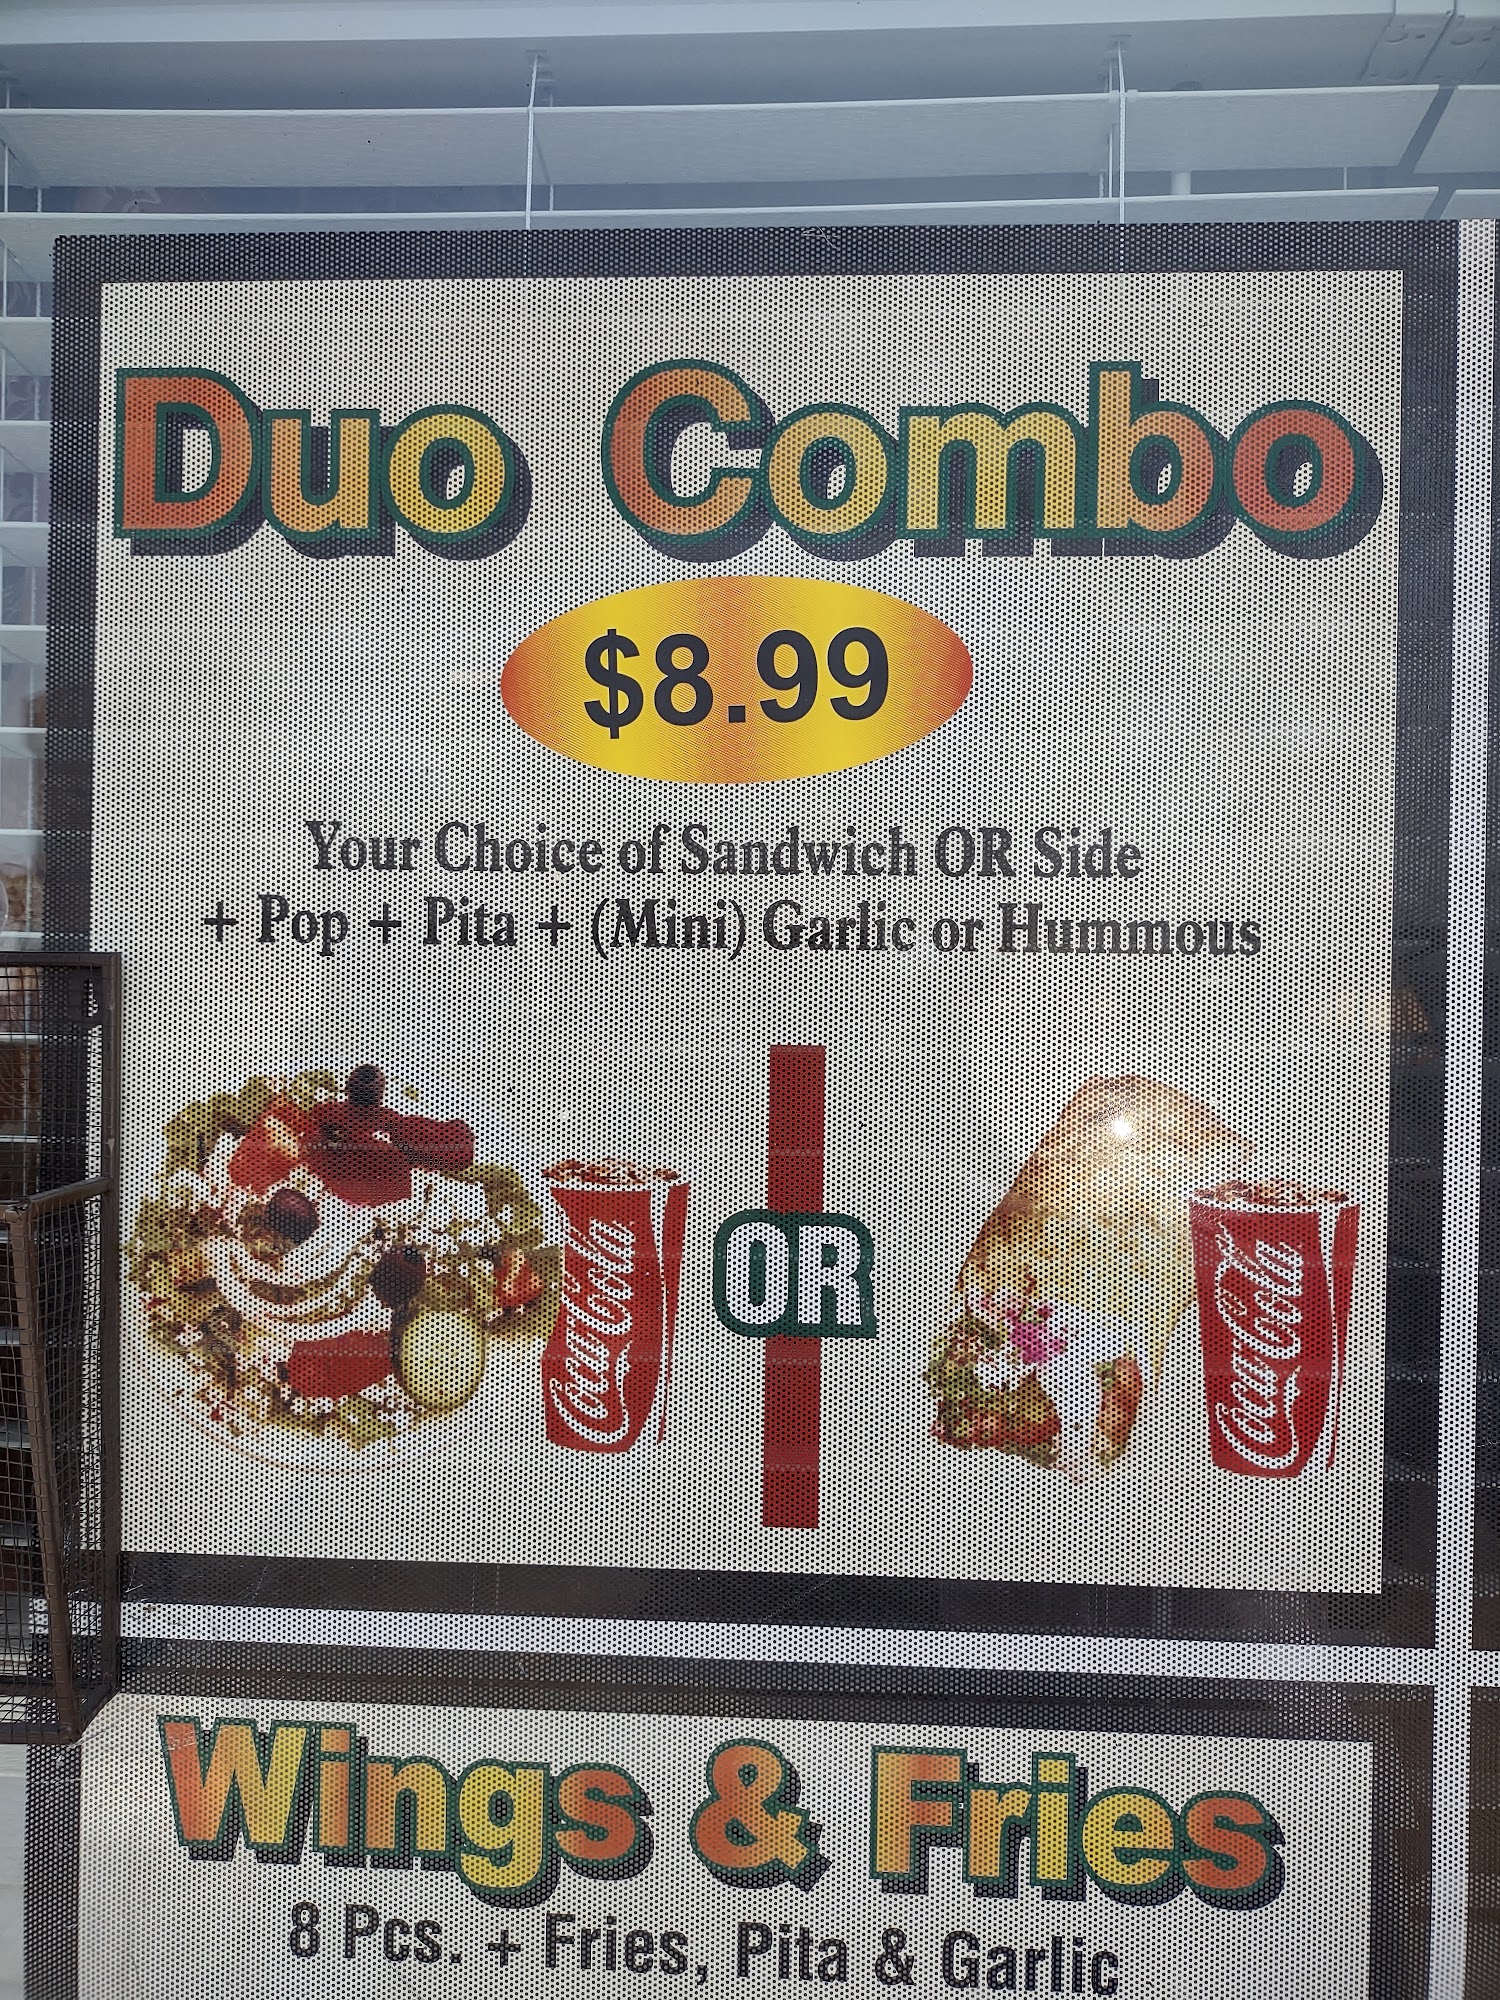 Duo Combo
$8.99
Your Choice of Sandwich OR Side
+ Pop + Pita + (Mini) Garlic or Hummous
Coca-Cola
OR
Coca-Cola
Wings & Fries
8 Pcs. + Fries, Pita & Garlic